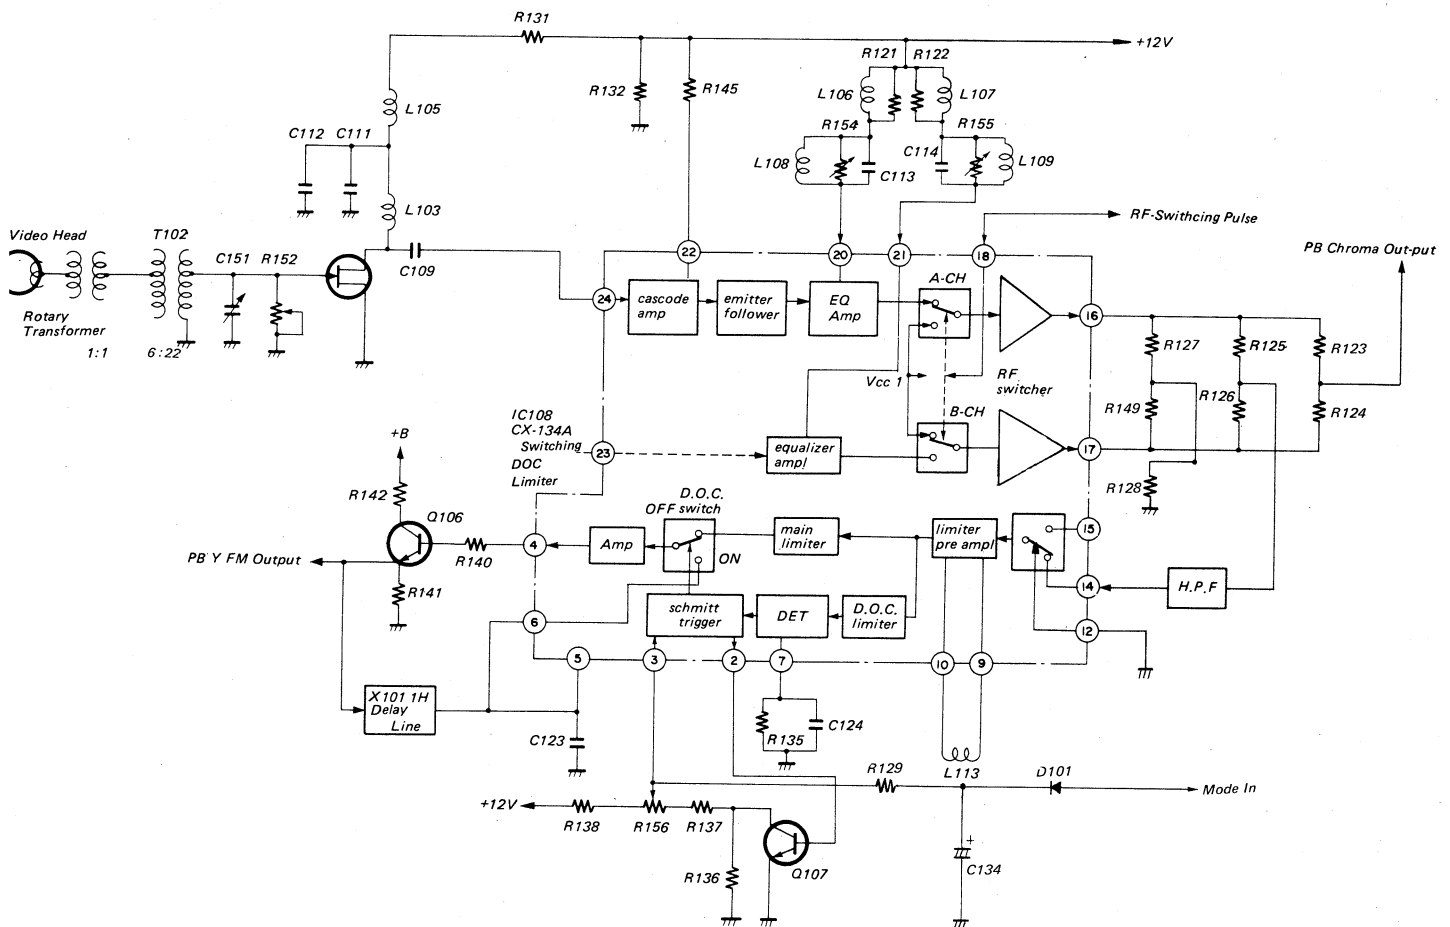 R131
+12V
R121 R122
R132
R145
L106
L107
L105
C112 C111
R154
R155
C114
L108
C113
L109
L103
RF-Swithcing Pulse
Video Head
T102
C151 R152
C109
22
20
21
18
PB Chroma Out-put
A-CH
24
cascode
amp
emitter
follower
EQ
Amp
16
Rotary
Transformer
1:1
6:22
R127
R125
R123
Vcc 1
RF
switcher
R149
R126
R124
IC108
CX-134A
Switching
B-CH
+B
23
equalizer
ampl
17
DOC
Limiter
R128
R142
D.O.C.
OFF switch
Q106
15
PB Y FM Output
R140
4
Amp
main
limiter
limiter
pre ampl
ON
R141
14
H.P.F
6
schmitt
trigger
DET
D.O.C.
limiter
12
5
3
2
7
10
9
X101 1H
Delay
Line
C123
R135
C124
R129
L113
D101
Mode In
+12V
R138
R156
R137
+
C134
R136
Q107